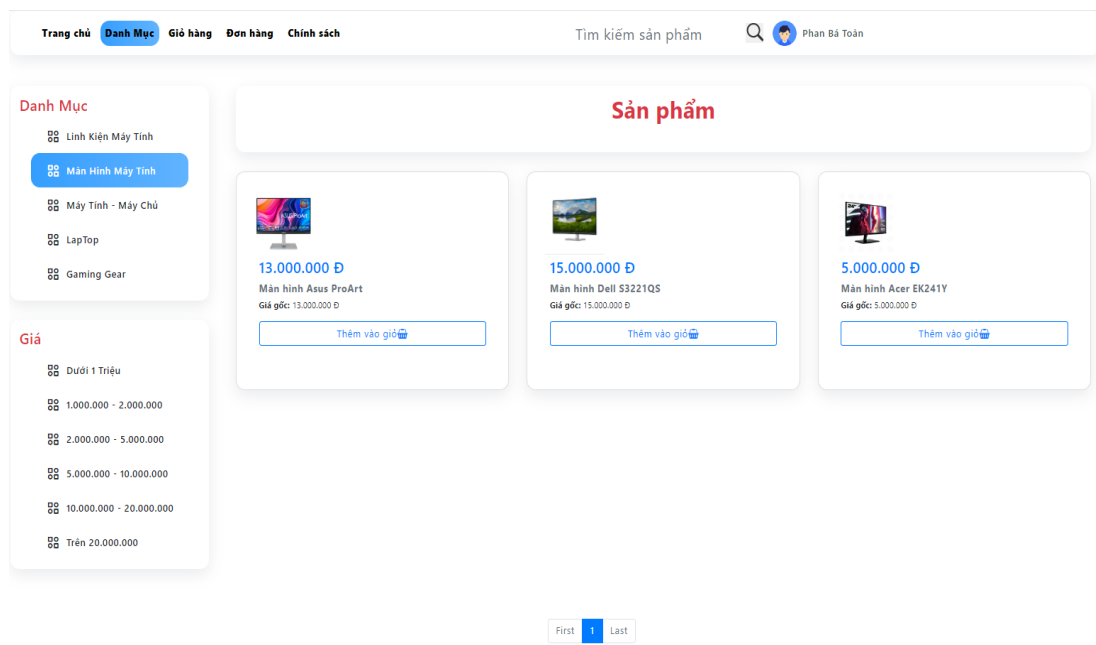 Trang chủ Danh Mục Giỏ hàng Đơn hàng Chính sách Tìm kiếm sản phẩm Phan Bá Toán
Danh Mục
Linh Kiện Máy Tính
Màn Hình Máy Tính
Máy Tính - Máy Chủ
LapTop
Gaming Gear
Giá
Dưới 1 Triệu
1.000.000 - 2.000.000
2.000.000 - 5.000.000
5.000.000 - 10.000.000
10.000.000 - 20.000.000
Trên 20.000.000
Sản phẩm
13.000.000 Đ
Màn hình Asus ProArt
Giá gốc: 13.000.000 Đ
Thêm vào giỏ
15.000.000 Đ
Màn hình Dell S3221QS
Giá gốc: 15.000.000 Đ
Thêm vào giỏ
5.000.000 Đ
Màn hình Acer EK241Y
Giá gốc: 5.000.000 Đ
Thêm vào giỏ
First 1 Last